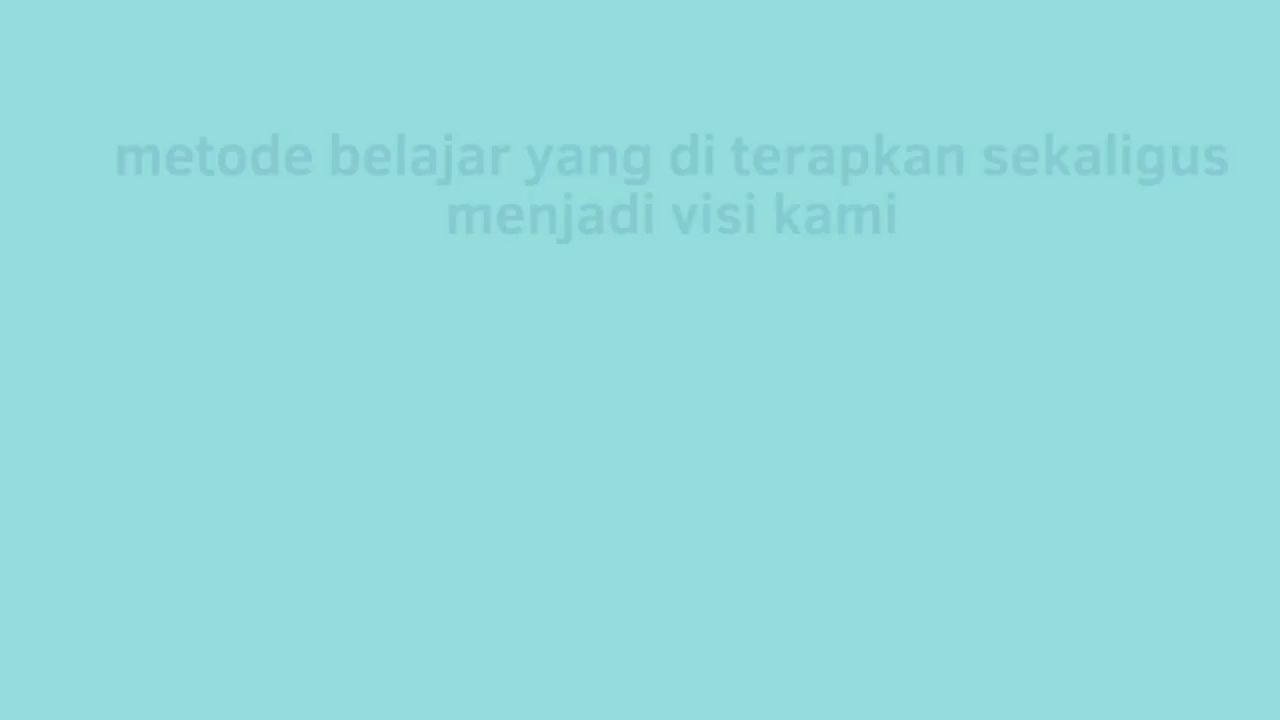 metode belajar yang di terapkan sekaligus
menjadi visi kami